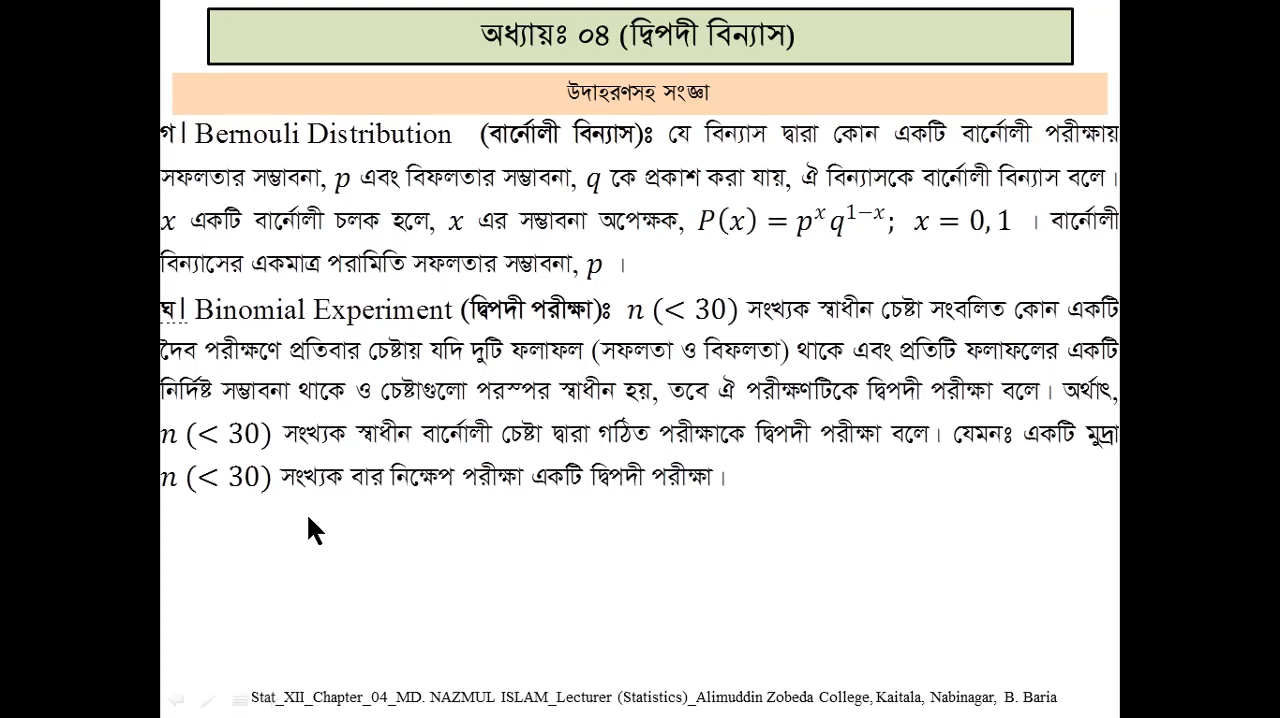 অধ্যায়ঃ ০৪ (দ্বিপদী বিন্যাস)
উদাহরণসহ সংজ্ঞা
গ। Bernouli Distribution (বার্নোলী বিন্যাস)ঃ যে বিন্যাস দ্বারা কোন একটি বার্নোলী পরীক্ষায়
সফলতার সম্ভাবনা, p এবং বিফলতার সম্ভাবনা, q কে প্রকাশ করা যায়, ঐ বিন্যাসকে বার্নোলী বিন্যাস বলে।
x একটি বার্নোলী চলক হলে, x এর সম্ভাবনা অপেক্ষক, P(x) = pˣq¹⁻ˣ; x = 0, 1 । বার্নোলী
বিন্যাসের একমাত্র পরামিতি সফলতার সম্ভাবনা, p ।
ঘ। Binomial Experiment (দ্বিপদী পরীক্ষা)ঃ n (< 30) সংখ্যক স্বাধীন চেষ্টা সংবলিত কোন একটি
দৈব পরীক্ষণে প্রতিবার চেষ্টায় যদি দুটি ফলাফল (সফলতা ও বিফলতা) থাকে এবং প্রতিটি ফলাফলের একটি
নির্দিষ্ট সম্ভাবনা থাকে ও চেষ্টাগুলো পরস্পর স্বাধীন হয়, তবে ঐ পরীক্ষণটিকে দ্বিপদী পরীক্ষা বলে। অর্থাৎ,
n (< 30) সংখ্যক স্বাধীন বার্নোলী চেষ্টা দ্বারা গঠিত পরীক্ষাকে দ্বিপদী পরীক্ষা বলে। যেমনঃ একটি মুদ্রা
n (< 30) সংখ্যক বার নিক্ষেপ পরীক্ষা একটি দ্বিপদী পরীক্ষা।
Stat_XII_Chapter_04_MD. NAZMUL ISLAM_Lecturer (Statistics)_Alimuddin Zobeda College, Kaitala, Nabinagar, B. Baria